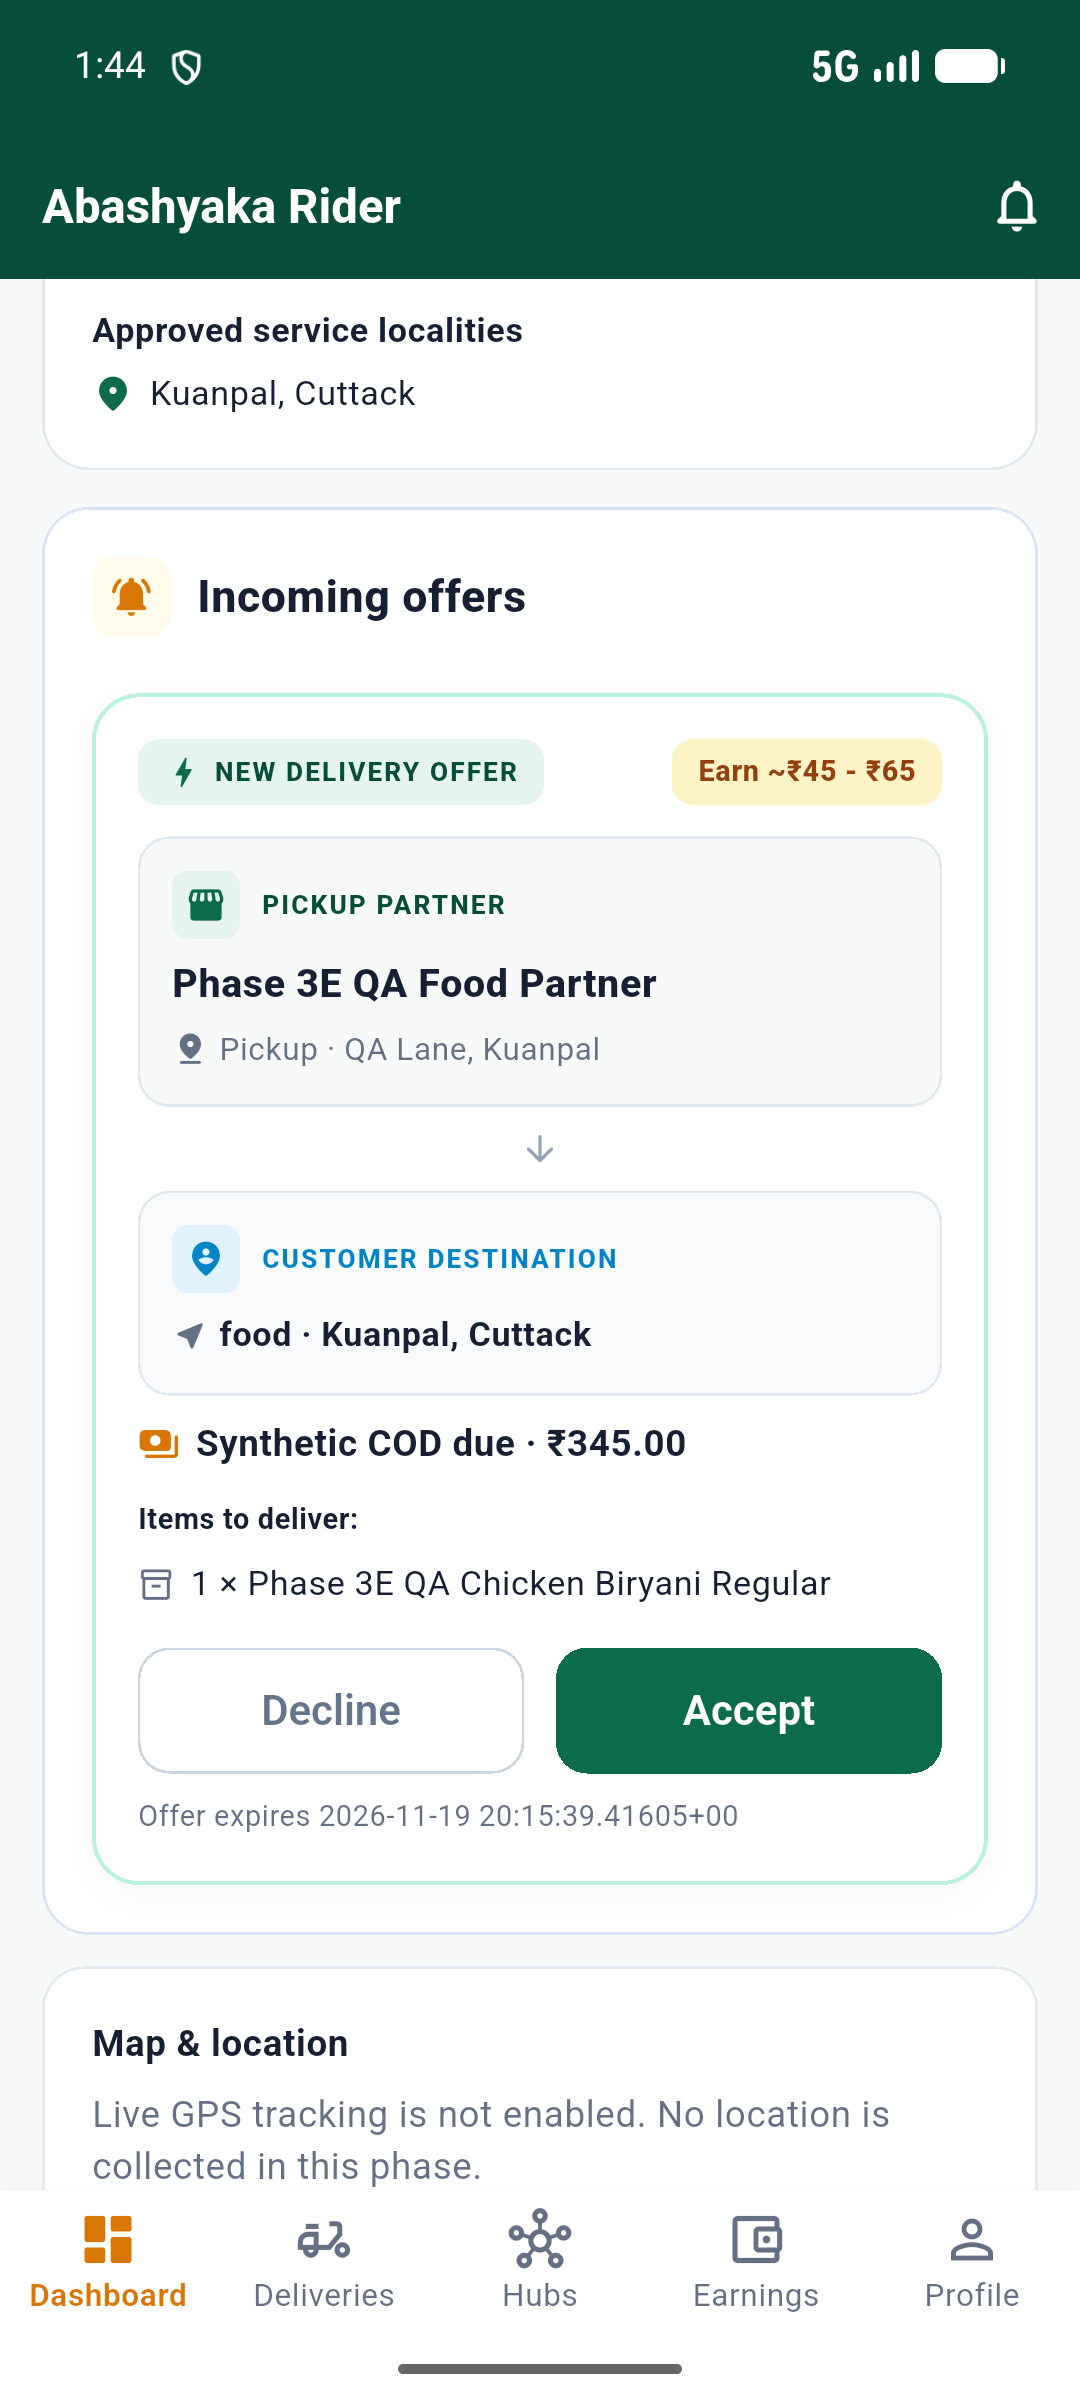 1:44
5G
Abashyaka Rider
Approved service localities
Kuanpal, Cuttack
Incoming offers
NEW DELIVERY OFFER
Earn ~₹45 - ₹65
PICKUP PARTNER
Phase 3E QA Food Partner
Pickup · QA Lane, Kuanpal
CUSTOMER DESTINATION
food · Kuanpal, Cuttack
Synthetic COD due · ₹345.00
Items to deliver:
1 × Phase 3E QA Chicken Biryani Regular
Decline
Accept
Offer expires 2026-11-19 20:15:39.41605+00
Map & location
Live GPS tracking is not enabled. No location is
collected in this phase.
Dashboard
Deliveries
Hubs
Earnings
Profile